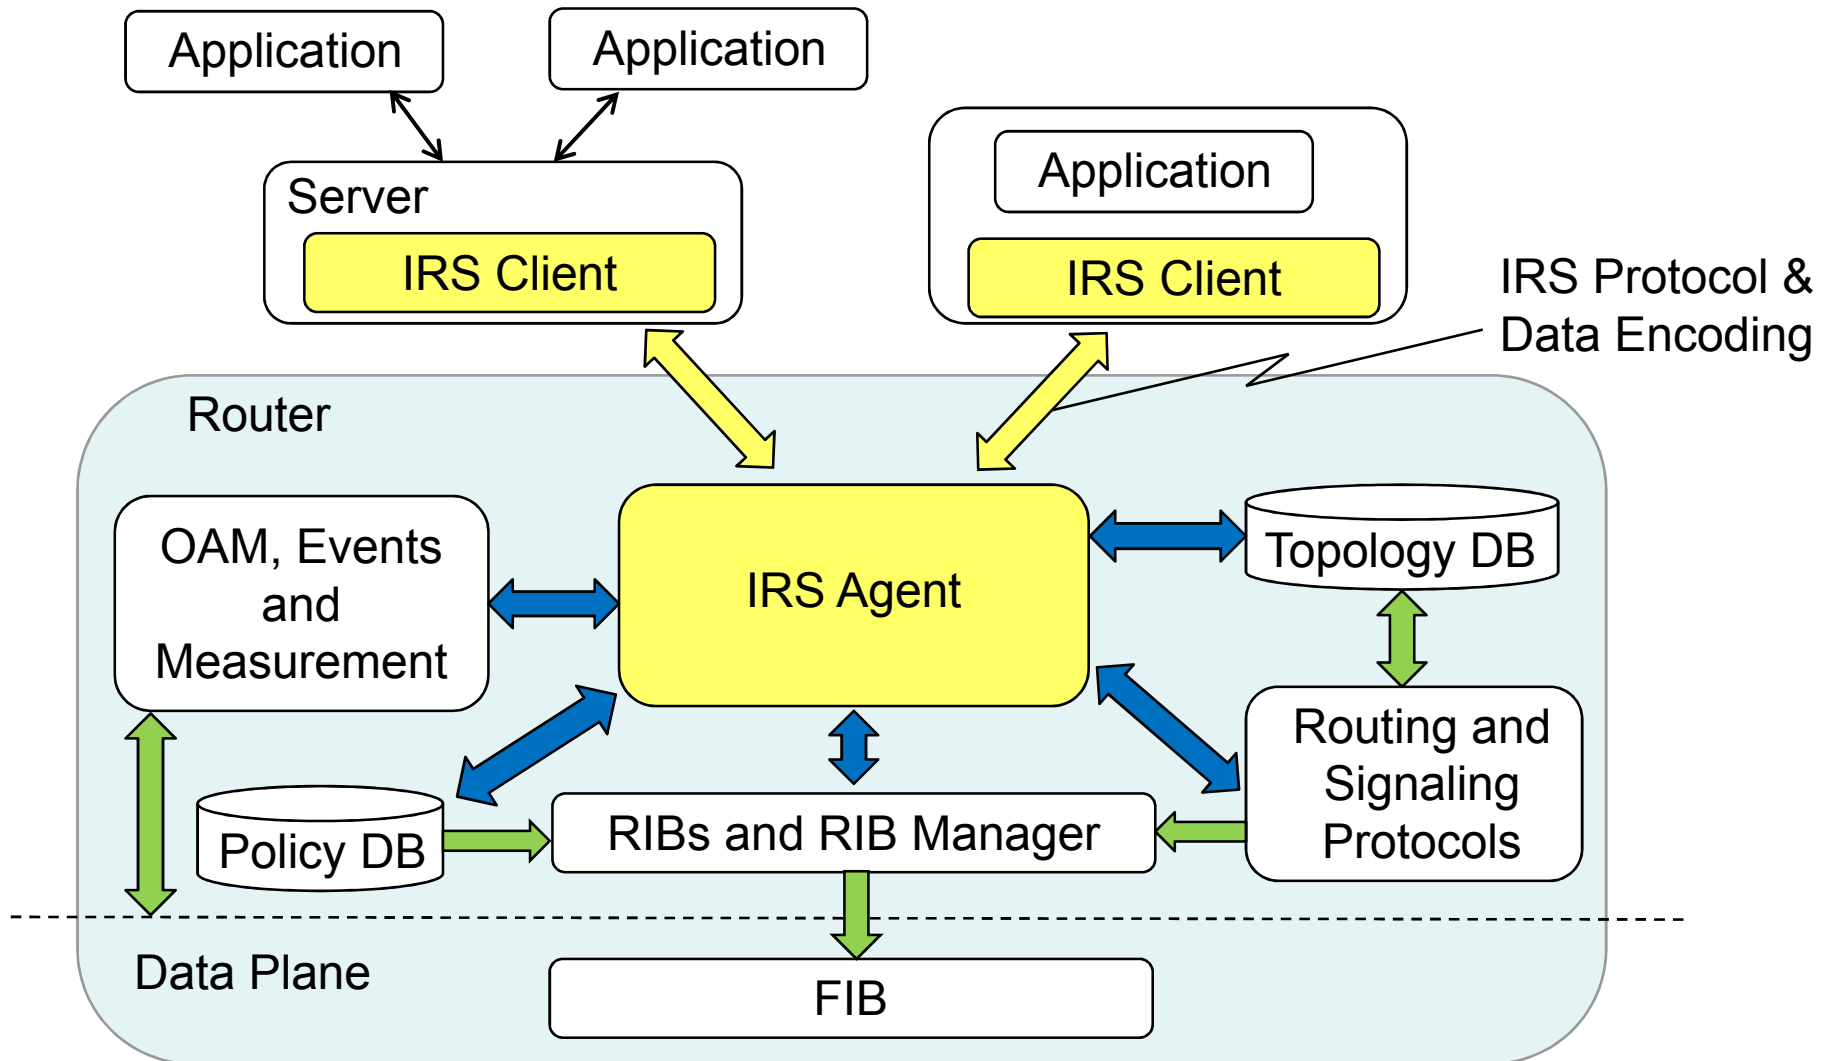 Application
Application
Application
Server
IRS Client
IRS Client
IRS Protocol &
Data Encoding
Router
OAM, Events
and
Measurement
IRS Agent
Topology DB
Routing and
Signaling
Protocols
Policy DB
RIBs and RIB Manager
Data Plane
FIB